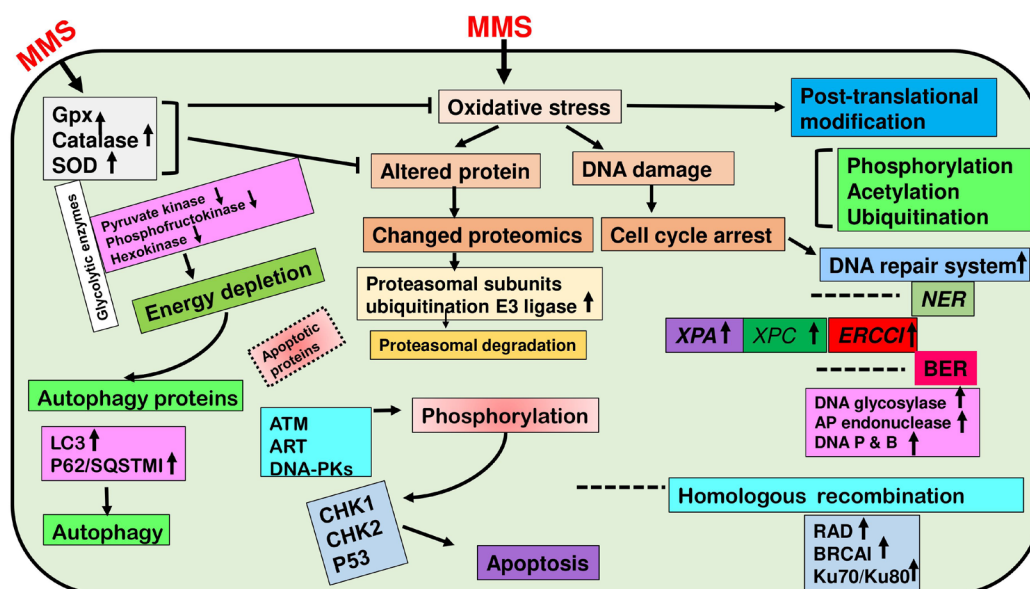 MMS
MMS
Gpx
Catalase
SOD
Oxidative stress
Post-translational
modification
Altered protein
DNA damage
Phosphorylation
Acetylation
Ubiquitination
Glycolytic enzymes
Pyruvate kinase
Phosphofructokinase
Hexokinase
Changed proteomics
Cell cycle arrest
DNA repair system
Energy depletion
Proteasomal subunits
ubiquitination E3 ligase
NER
Proteasomal degradation
XPA
XPC
ERCCI
Apoptotic
proteins
BER
Autophagy proteins
DNA glycosylase
AP endonuclease
DNA P & B
ATM
ART
DNA-PKs
Phosphorylation
LC3
P62/SQSTMI
Homologous recombination
CHK1
CHK2
P53
Autophagy
Apoptosis
RAD
BRCAI
Ku70/Ku80